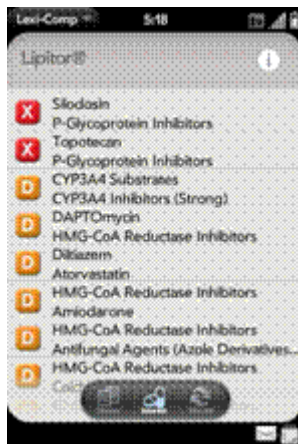 Lexi-Comp
5:18
Lipitor®
X
Silodosin
P-Glycoprotein Inhibitors
X
Topotecan
P-Glycoprotein Inhibitors
D
CYP3A4 Substrates
CYP3A4 Inhibitors (Strong)
D
DAPTOmycin
HMG-CoA Reductase Inhibitors
D
Diltiazem
Atorvastatin
D
HMG-CoA Reductase Inhibitors
Amiodarone
D
HMG-CoA Reductase Inhibitors
Antifungal Agents (Azole Derivatives...
D
HMG-CoA Reductase Inhibitors